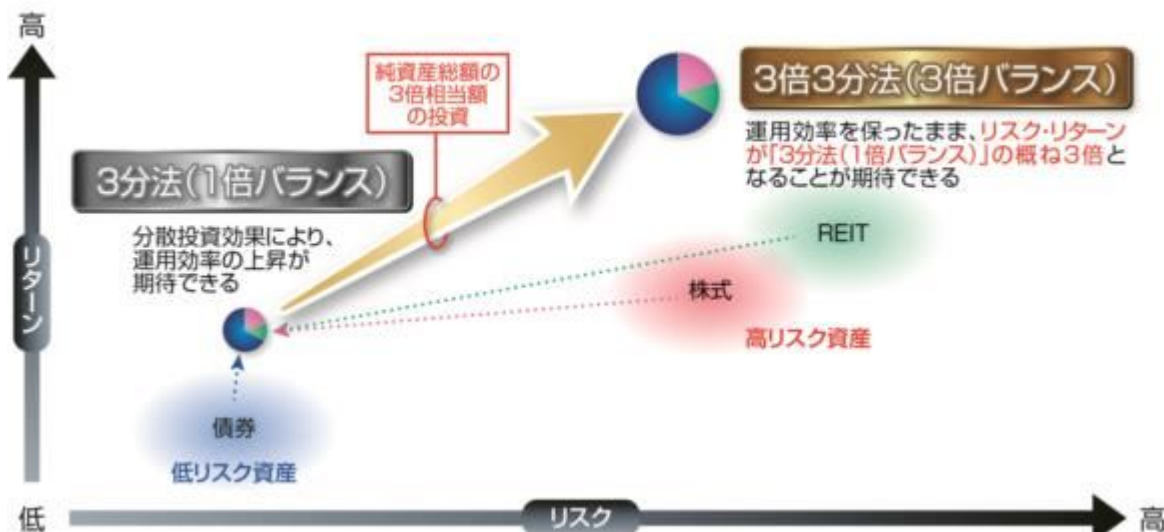 高
純資産総額の
3倍相当額
の投資
3倍3分法(3倍バランス)
運用効率を保ったまま、リスク・リターン
が「3分法(1倍バランス)」の概ね3倍と
なることが期待できる
3分法(1倍バランス)
分散投資効果により、
運用効率の上昇が
期待できる
リターン
REIT
株式
高リスク資産
債券
低リスク資産
低
リスク
高